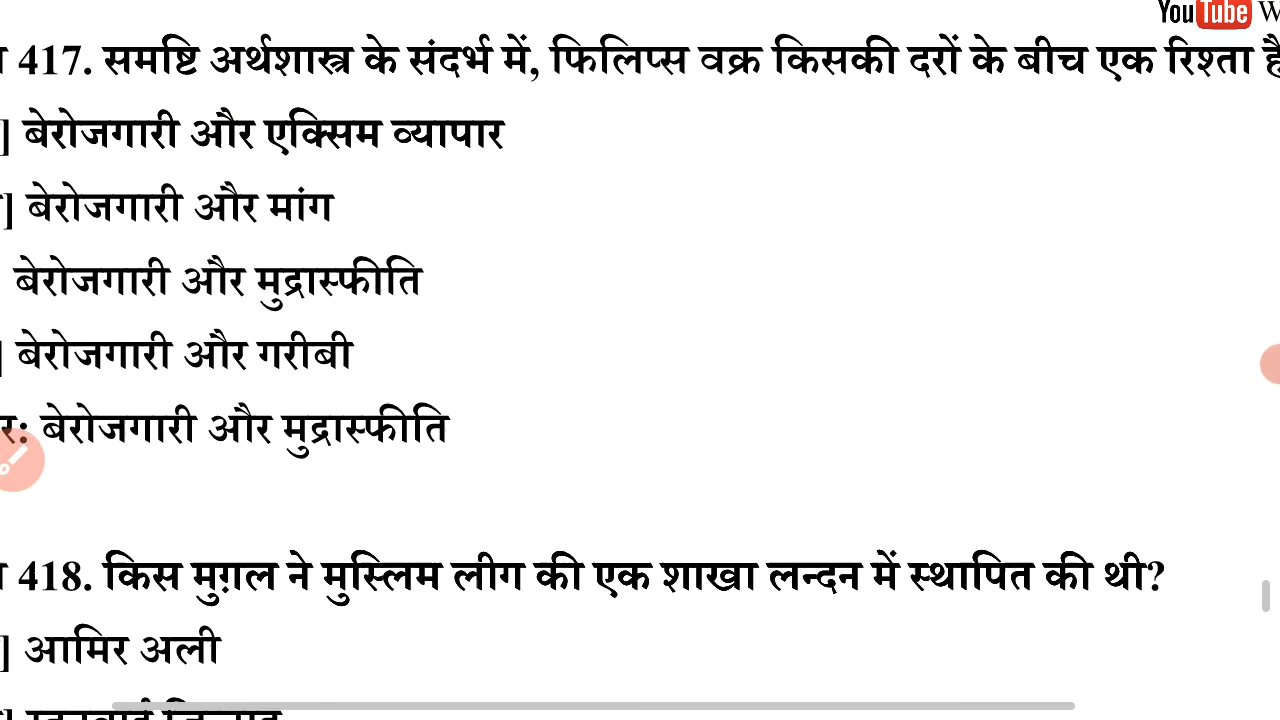 YouTube W
417. समष्टि अर्थशास्त्र के संदर्भ में, फिलिप्स वक्र किसकी दरों के बीच एक रिश्ता है
] बेरोजगारी और एक्सिम व्यापार
] बेरोजगारी और मांग
बेरोजगारी और मुद्रास्फीति
] बेरोजगारी और गरीबी
र: बेरोजगारी और मुद्रास्फीति
418. किस मुग़ल ने मुस्लिम लीग की एक शाखा लन्दन में स्थापित की थी?
] आमिर अली